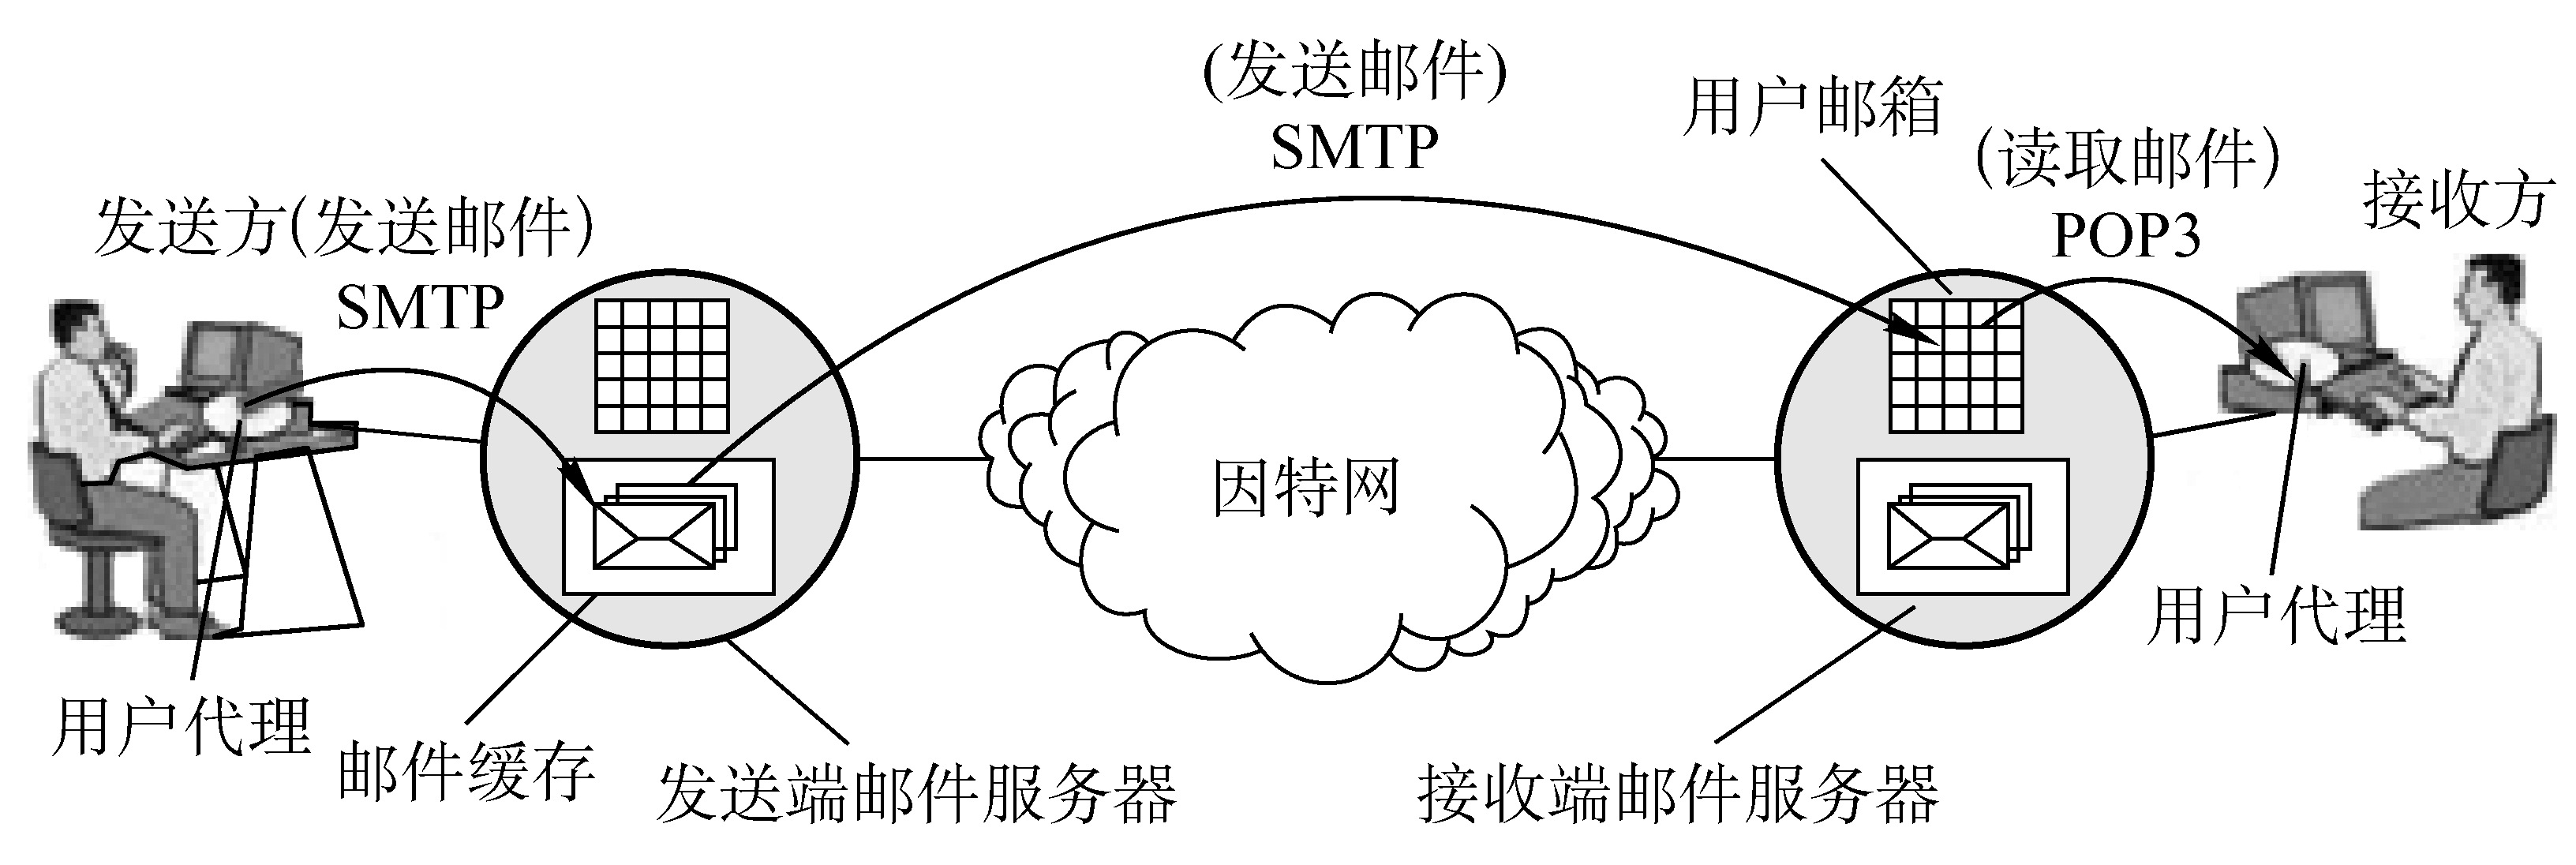 (发送邮件)
SMTP
用户邮箱
(读取邮件)
POP3
接收方
发送方(发送邮件)
SMTP
因特网
用户代理
用户代理
邮件缓存
发送端邮件服务器
接收端邮件服务器